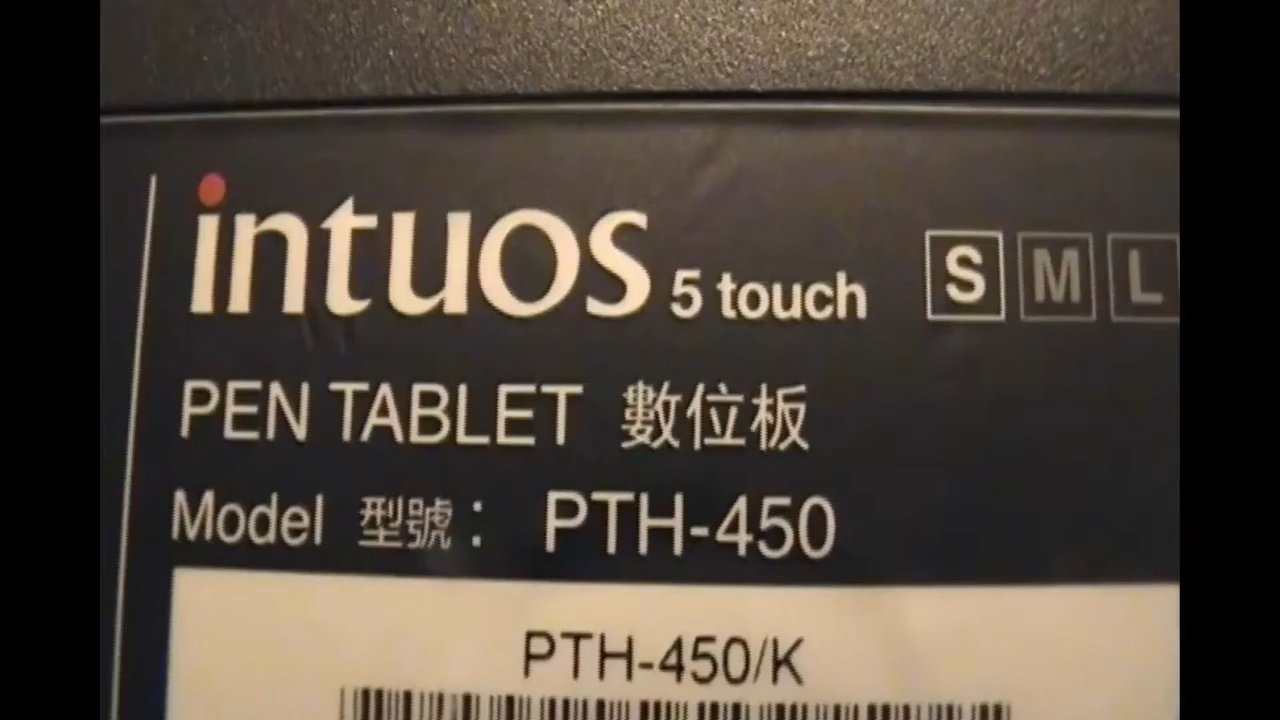 intuos 5 touch S M L
PEN TABLET 數位板
Model 型號： PTH-450
PTH-450/K